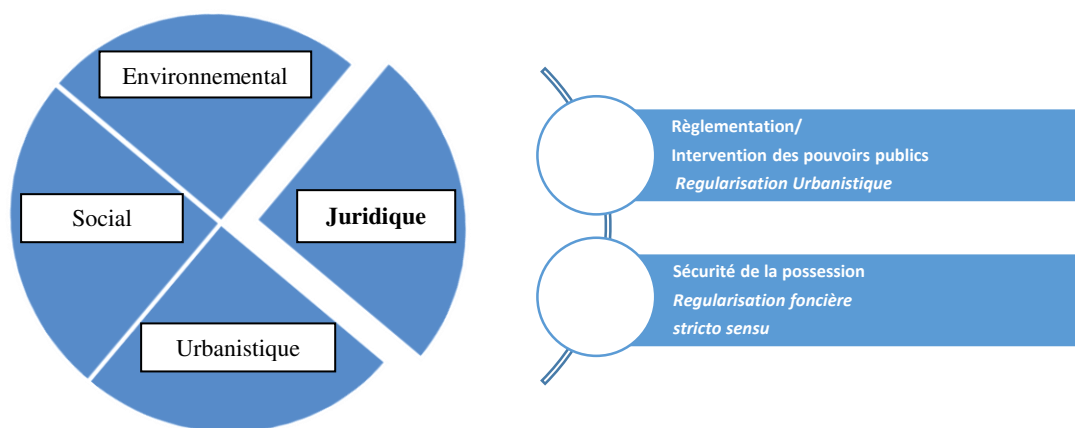 Environnemental
Social
Juridique
Urbanistique
Règlementation/
Intervention des pouvoirs publics
Regularisation Urbanistique
Sécurité de la possession
Regularisation foncière
stricto sensu